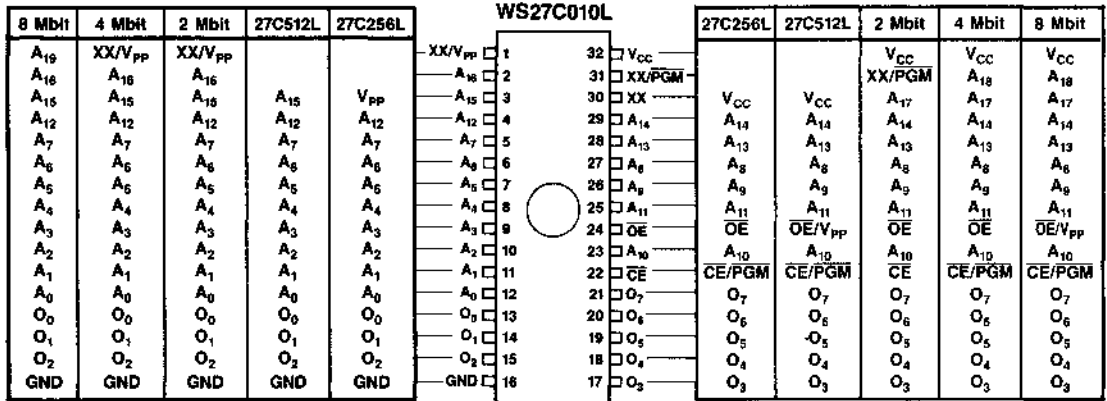 WS27C010L
8 Mbit 4 Mbit 2 Mbit 27C512L 27C256L 27C256L 27C512L 2 Mbit 4 Mbit 8 Mbit
A19 XX/VPP XX/VPP XX/VPP 1 32 VCC VCC VCC VCC
A16 A16 A16 A16 2 31 XX/PGM XX/PGM A18 A18
A15 A15 A15 A15 VPP A15 3 30 XX VCC VCC A17 A17 A17
A12 A12 A12 A12 A12 A12 4 29 A14 A14 A14 A14 A14 A14
A7 A7 A7 A7 A7 A7 5 28 A13 A13 A13 A13 A13 A13
A6 A6 A6 A6 A6 A6 6 27 A8 A8 A8 A8 A8 A8
A5 A5 A5 A5 A5 A5 7 26 A9 A9 A9 A9 A9 A9
A4 A4 A4 A4 A4 A4 8 25 A11 A11 A11 A11 A11 A11
A3 A3 A3 A3 A3 A3 9 24 OE OE OE/VPP OE OE OE/VPP
A2 A2 A2 A2 A2 A2 10 23 A10 A10 A10 A10 A10 A10
A1 A1 A1 A1 A1 A1 11 22 CE CE/PGM CE/PGM CE CE/PGM CE/PGM
A0 A0 A0 A0 A0 A0 12 21 O7 O7 O7 O7 O7 O7
O0 O0 O0 O0 O0 O0 13 20 O6 O6 O6 O6 O6 O6
O1 O1 O1 O1 O1 O1 14 19 O5 O5 O5 O5 O5 O5
O2 O2 O2 O2 O2 O2 15 18 O4 O4 O4 O4 O4 O4
GND GND GND GND GND GND 16 17 O3 O3 O3 O3 O3 O3